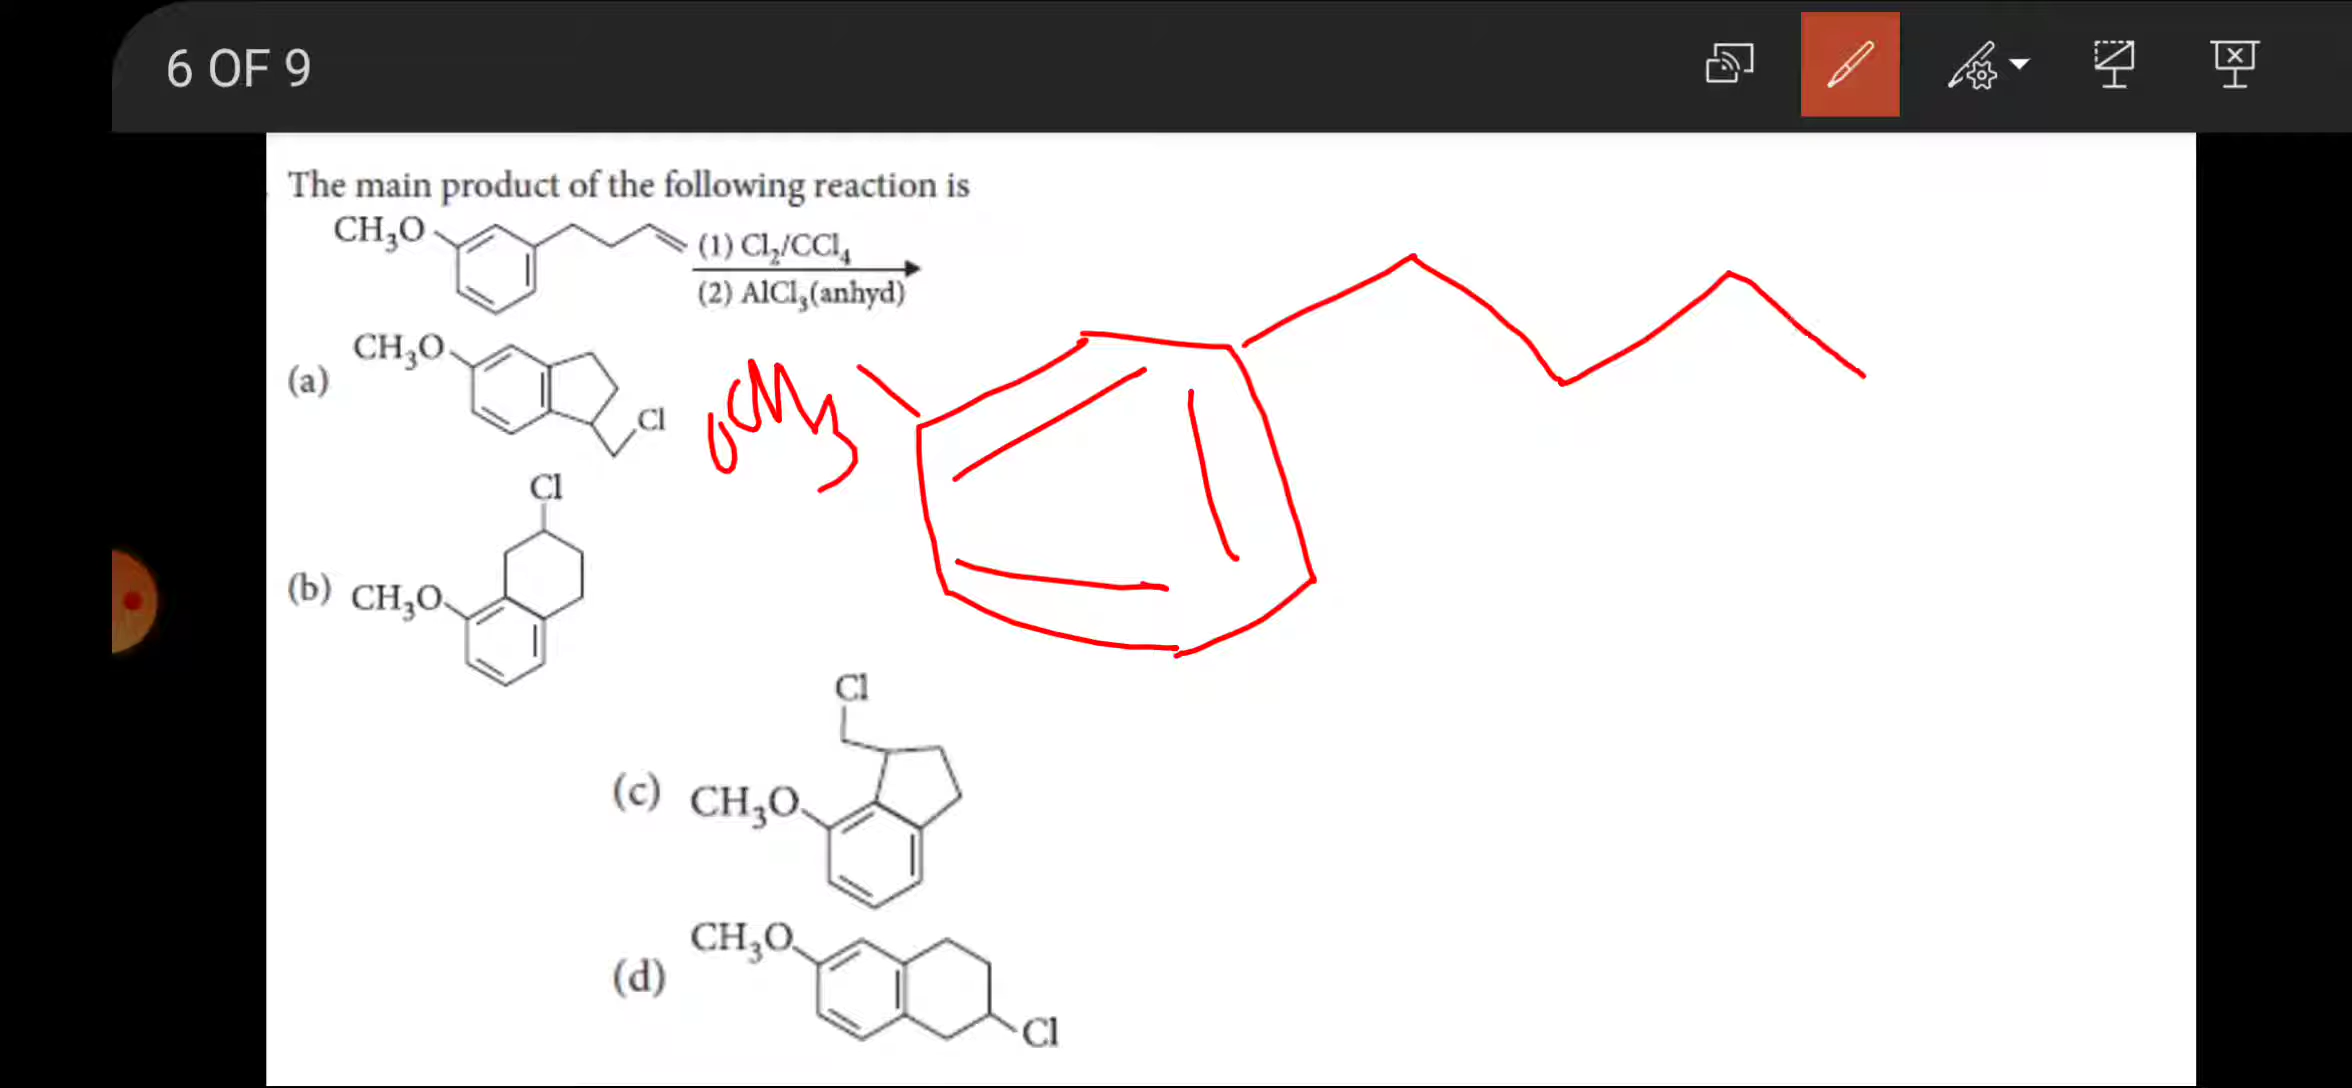 6 OF 9
The main product of the following reaction is
CH₃O
(1) Cl₂/CCl₄
(2) AlCl₃(anhyd)
(a)
CH₃O
Cl
OCH₃
(b)
Cl
CH₃O
(c)
Cl
CH₃O
(d)
CH₃O
Cl